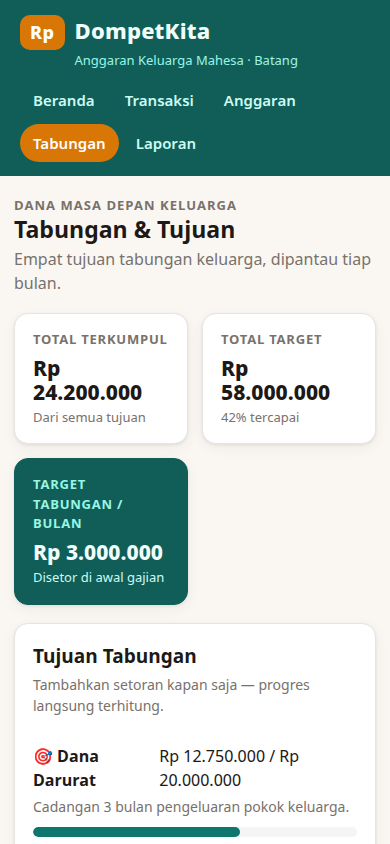 Rp
DompetKita
Anggaran Keluarga Mahesa · Batang
Beranda
Transaksi
Anggaran
Tabungan
Laporan
DANA MASA DEPAN KELUARGA
Tabungan & Tujuan
Empat tujuan tabungan keluarga, dipantau tiap
bulan.
TOTAL TERKUMPUL
Rp
24.200.000
Dari semua tujuan
TOTAL TARGET
Rp
58.000.000
42% tercapai
TARGET
TABUNGAN /
BULAN
Rp 3.000.000
Disetor di awal gajian
Tujuan Tabungan
Tambahkan setoran kapan saja — progres
langsung terhitung.
🎯 Dana
Darurat
Rp 12.750.000 / Rp
20.000.000
Cadangan 3 bulan pengeluaran pokok keluarga.